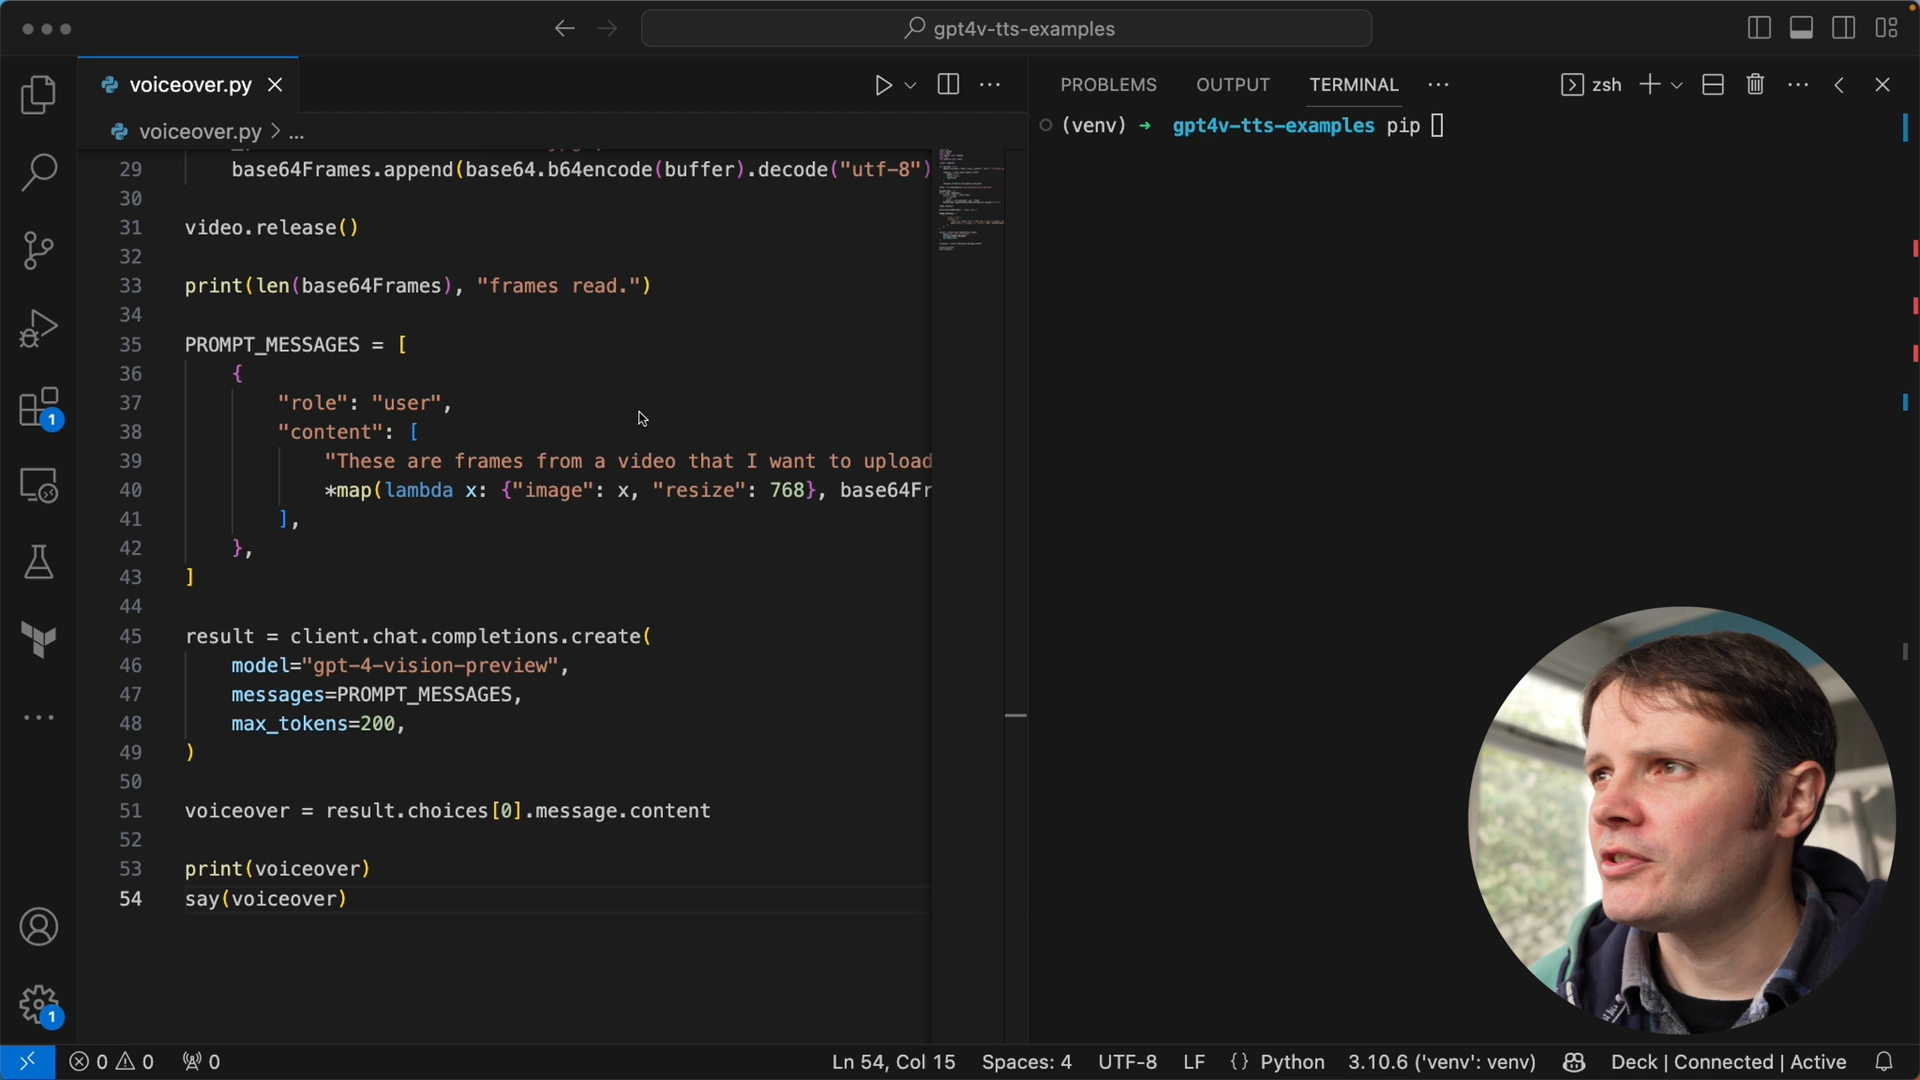 gpt4v-tts-examples
voiceover.py
PROBLEMS OUTPUT TERMINAL
zsh
voiceover.py > ...
(venv) → gpt4v-tts-examples pip
29 base64Frames.append(base64.b64encode(buffer).decode("utf-8")
30
31 video.release()
32
33 print(len(base64Frames), "frames read.")
34
35 PROMPT_MESSAGES = [
36 {
37 "role": "user",
38 "content": [
39 "These are frames from a video that I want to upload
40 *map(lambda x: {"image": x, "resize": 768}, base64Fr
41 ],
42 },
43 ]
44
45 result = client.chat.completions.create(
46 model="gpt-4-vision-preview",
47 messages=PROMPT_MESSAGES,
48 max_tokens=200,
49 )
50
51 voiceover = result.choices[0].message.content
52
53 print(voiceover)
54 say(voiceover)
1
1
0 0 0 Ln 54, Col 15 Spaces: 4 UTF-8 LF {} Python 3.10.6 ('venv': venv) Deck | Connected | Active